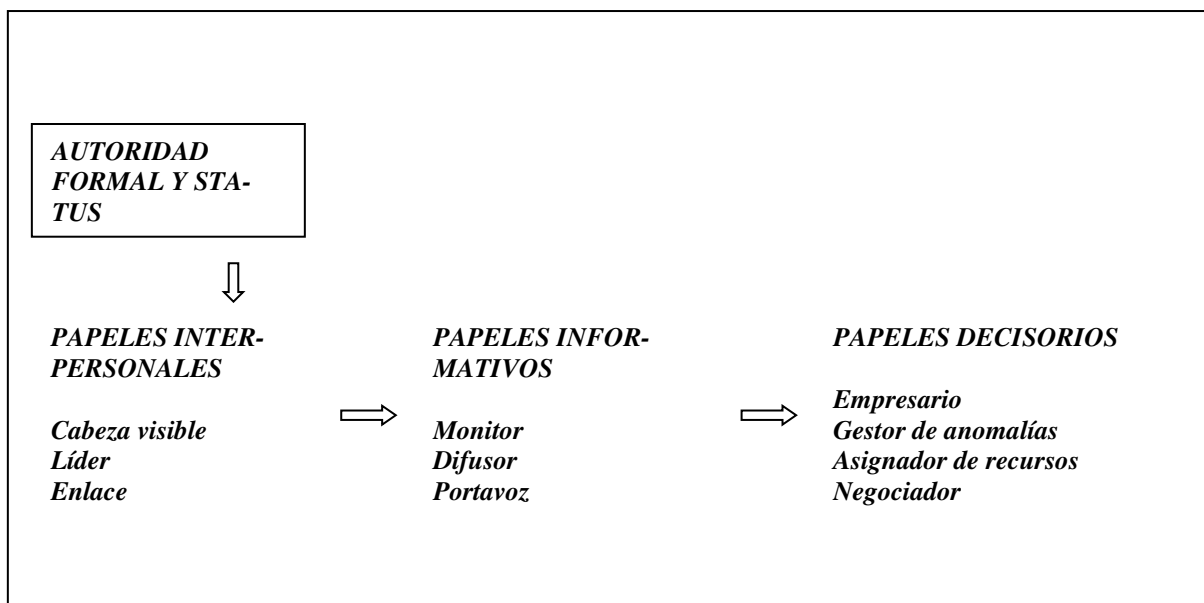 AUTORIDAD
FORMAL Y STA-
TUS
PAPELES INTER-
PERSONALES
Cabeza visible
Líder
Enlace
PAPELES INFOR-
MATIVOS
Monitor
Difusor
Portavoz
PAPELES DECISORIOS
Empresario
Gestor de anomalías
Asignador de recursos
Negociador